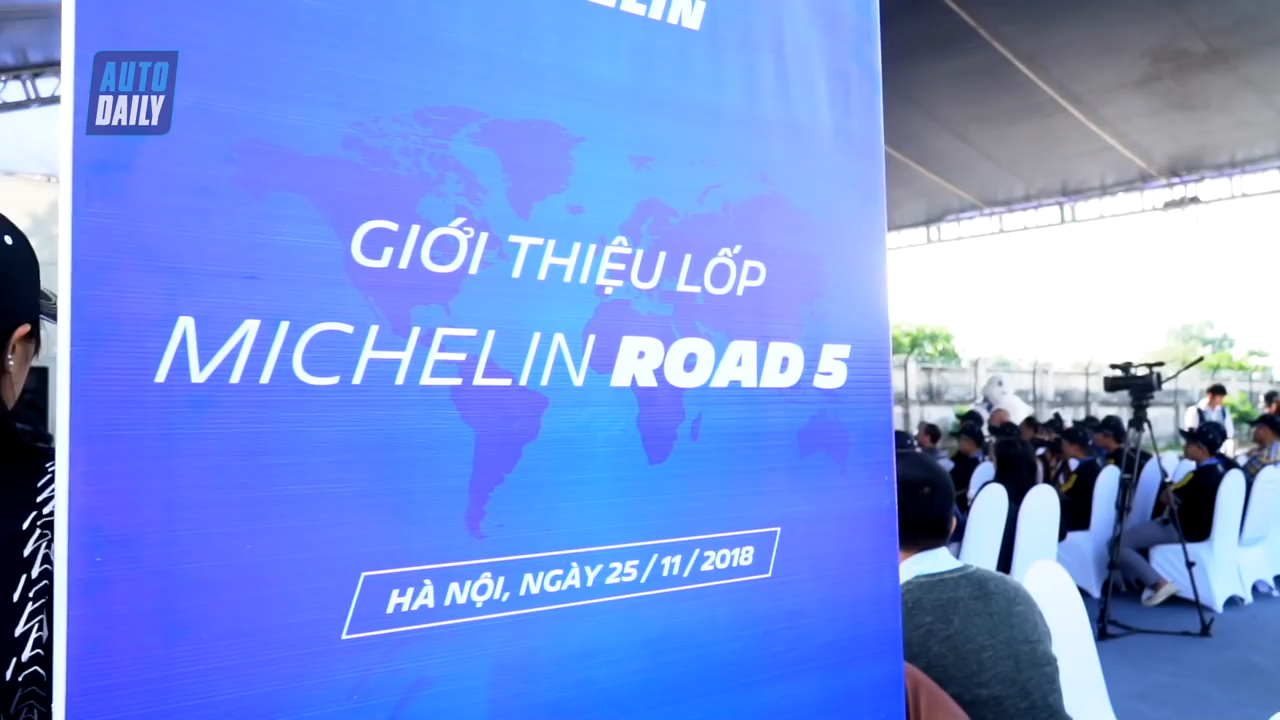 AUTO
DAILY
GIỚI THIỆU LỐP
MICHELIN ROAD 5
HÀ NỘI, NGÀY 25/11/2018